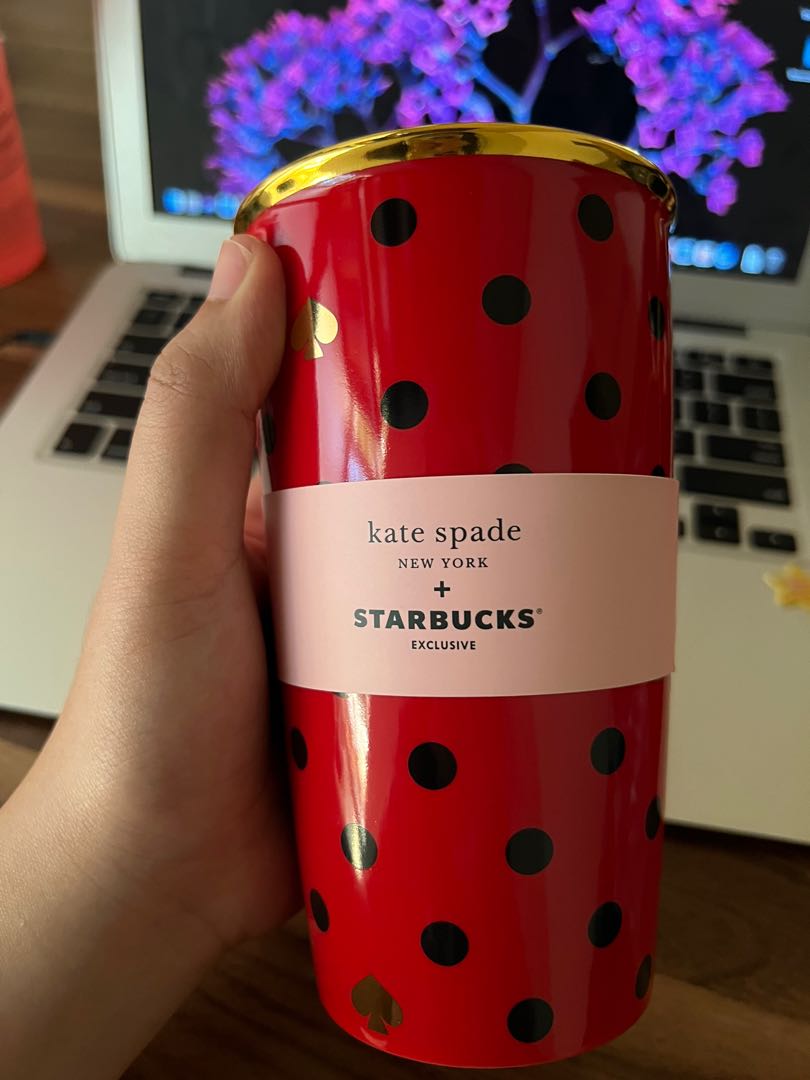 kate spade
NEW YORK
+
STARBUCKS®
EXCLUSIVE